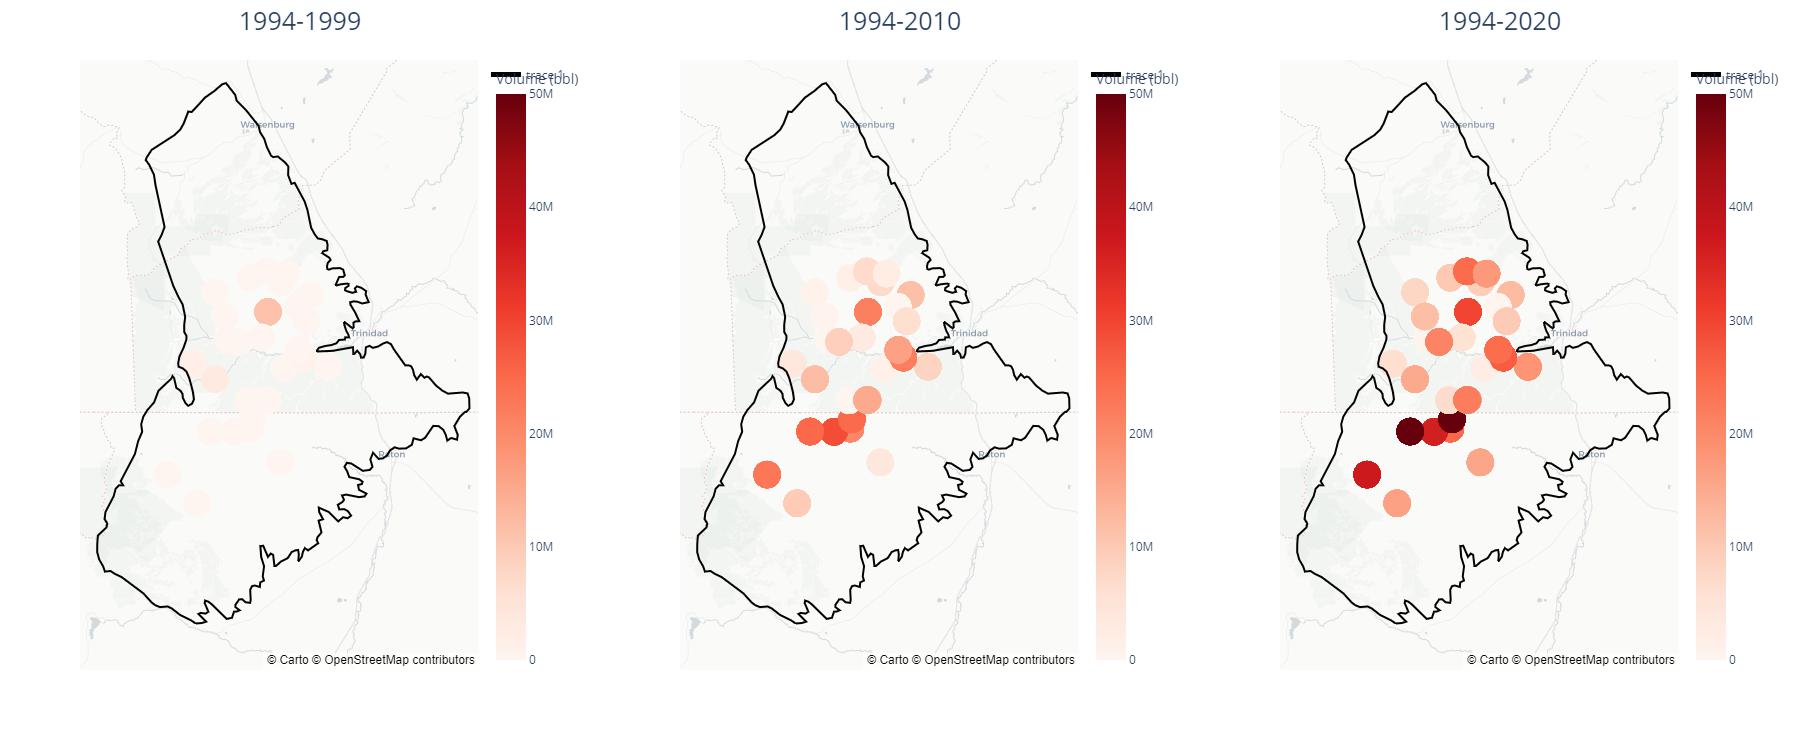 1994-1999
1994-2010
1994-2020
trace 1
Volume (bbl)
50M
40M
30M
20M
10M
0
Walsenburg
Trinidad
Raton
© Carto © OpenStreetMap contributors
trace 1
Volume (bbl)
50M
40M
30M
20M
10M
0
Walsenburg
Trinidad
Raton
© Carto © OpenStreetMap contributors
trace 1
Volume (bbl)
50M
40M
30M
20M
10M
0
Walsenburg
Trinidad
Raton
© Carto © OpenStreetMap contributors